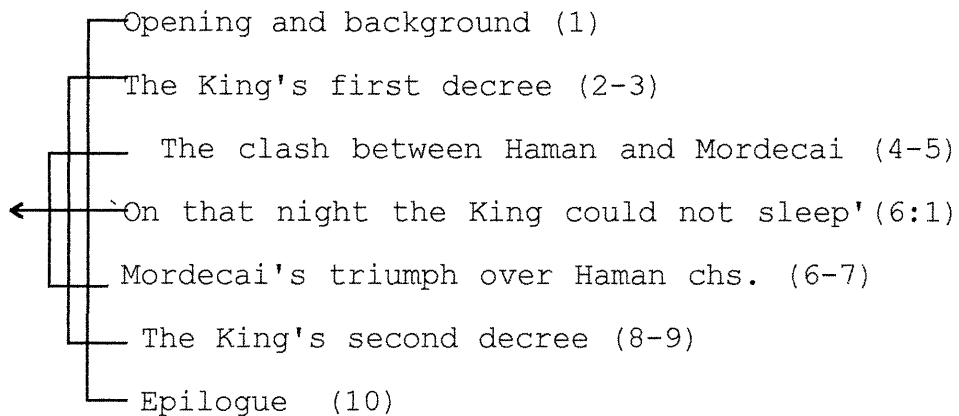 Opening and background (1)
The King's first decree (2-3)
The clash between Haman and Mordecai (4-5)
`On that night the King could not sleep'(6:1)
Mordecai's triumph over Haman chs. (6-7)
The King's second decree (8-9)
Epilogue (10)